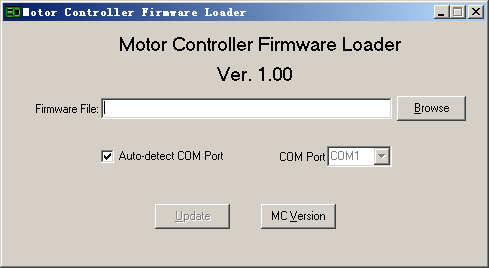 Motor Controller Firmware Loader
Motor Controller Firmware Loader
Ver. 1.00
Firmware File: Browse
Auto-detect COM Port COM Port COM1
Update MC Version